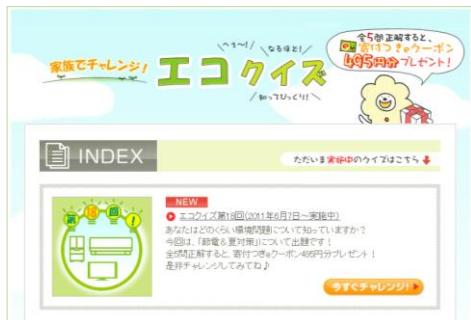 へぇ〜!
なるほど!
家族でチャレンジ!
エコクイズ
知ってびっくり!
全5問正解すると、
寄付つきeクーポン
495円分プレゼント!
INDEX
ただいま実施中のクイズはこちら
第18回!
NEW
エコクイズ第18回(2011年6月7日〜実施中)
あなたはどのくらい環境問題について知っていますか?
今回は、「節電&夏対策」について出題です!
全5問正解すると、寄付つきeクーポン495円分プレゼント!
是非チャレンジしてみてね♪
今すぐチャレンジ!